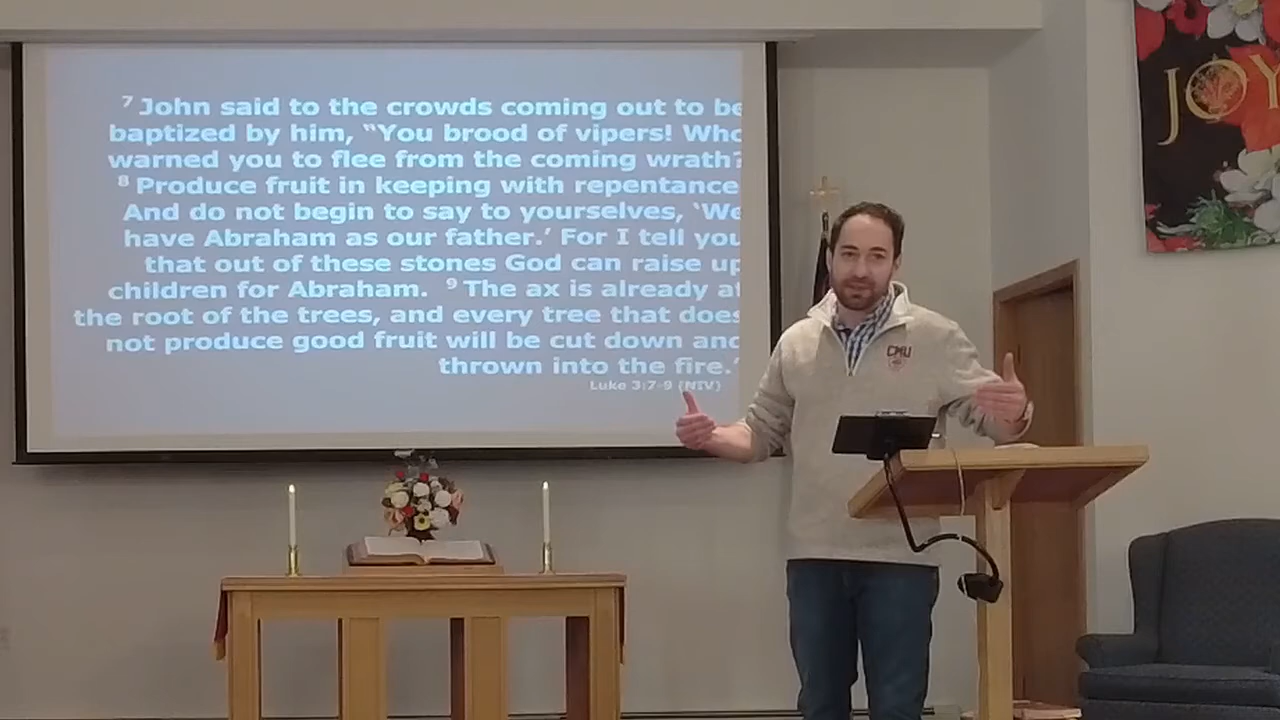 ⁷ John said to the crowds coming out to be
baptized by him, “You brood of vipers! Who
warned you to flee from the coming wrath?
⁸ Produce fruit in keeping with repentance
And do not begin to say to yourselves, ‘We
have Abraham as our father.’ For I tell you
that out of these stones God can raise up
children for Abraham. ⁹ The ax is already at
the root of the trees, and every tree that does
not produce good fruit will be cut down and
thrown into the fire.”
Luke 3:7-9 (NIV)
JOY
CMU